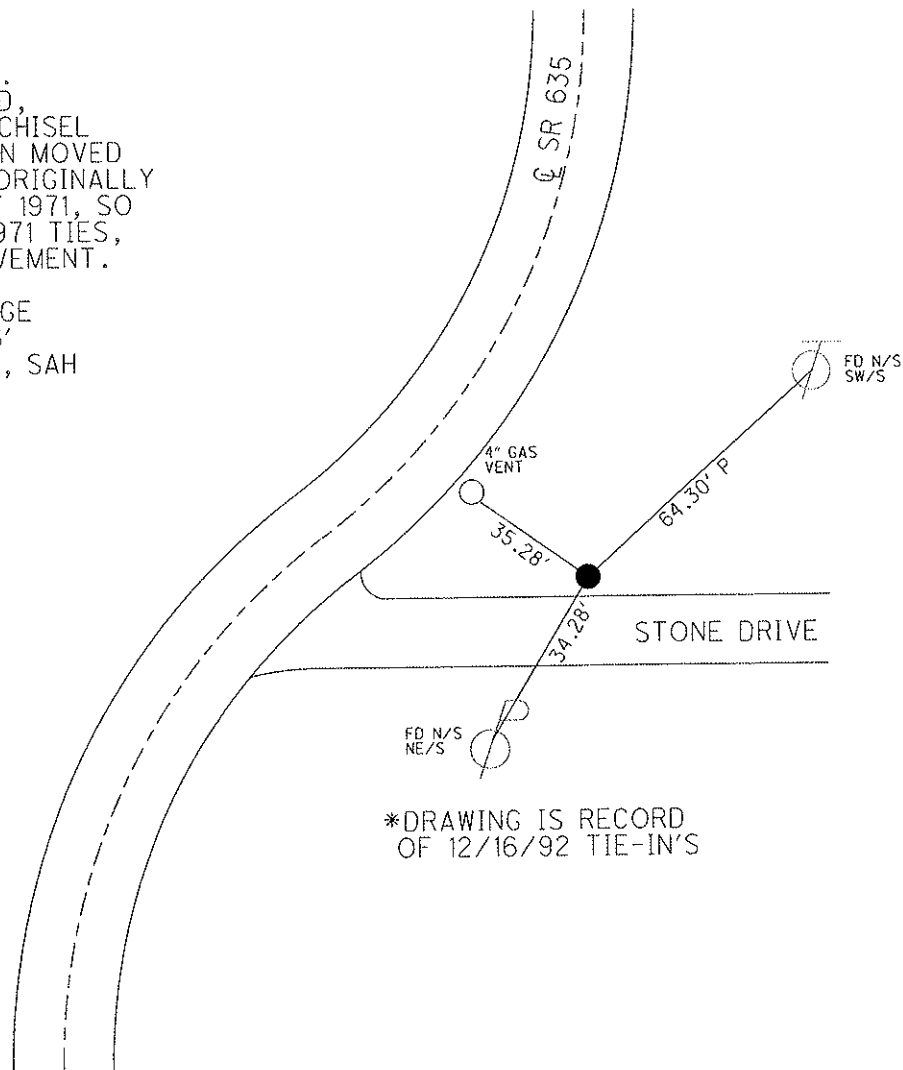 CHISEL
N MOVED
ORIGINALLY
1971, SO
971 TIES,
VEMENT.
GE
, SAH
℄ SR 635
FD N/S
SW/S
4" GAS
VENT
64.30' P
35.28'
34.28'
STONE DRIVE
FD N/S
NE/S
*DRAWING IS RECORD
OF 12/16/92 TIE-IN'S